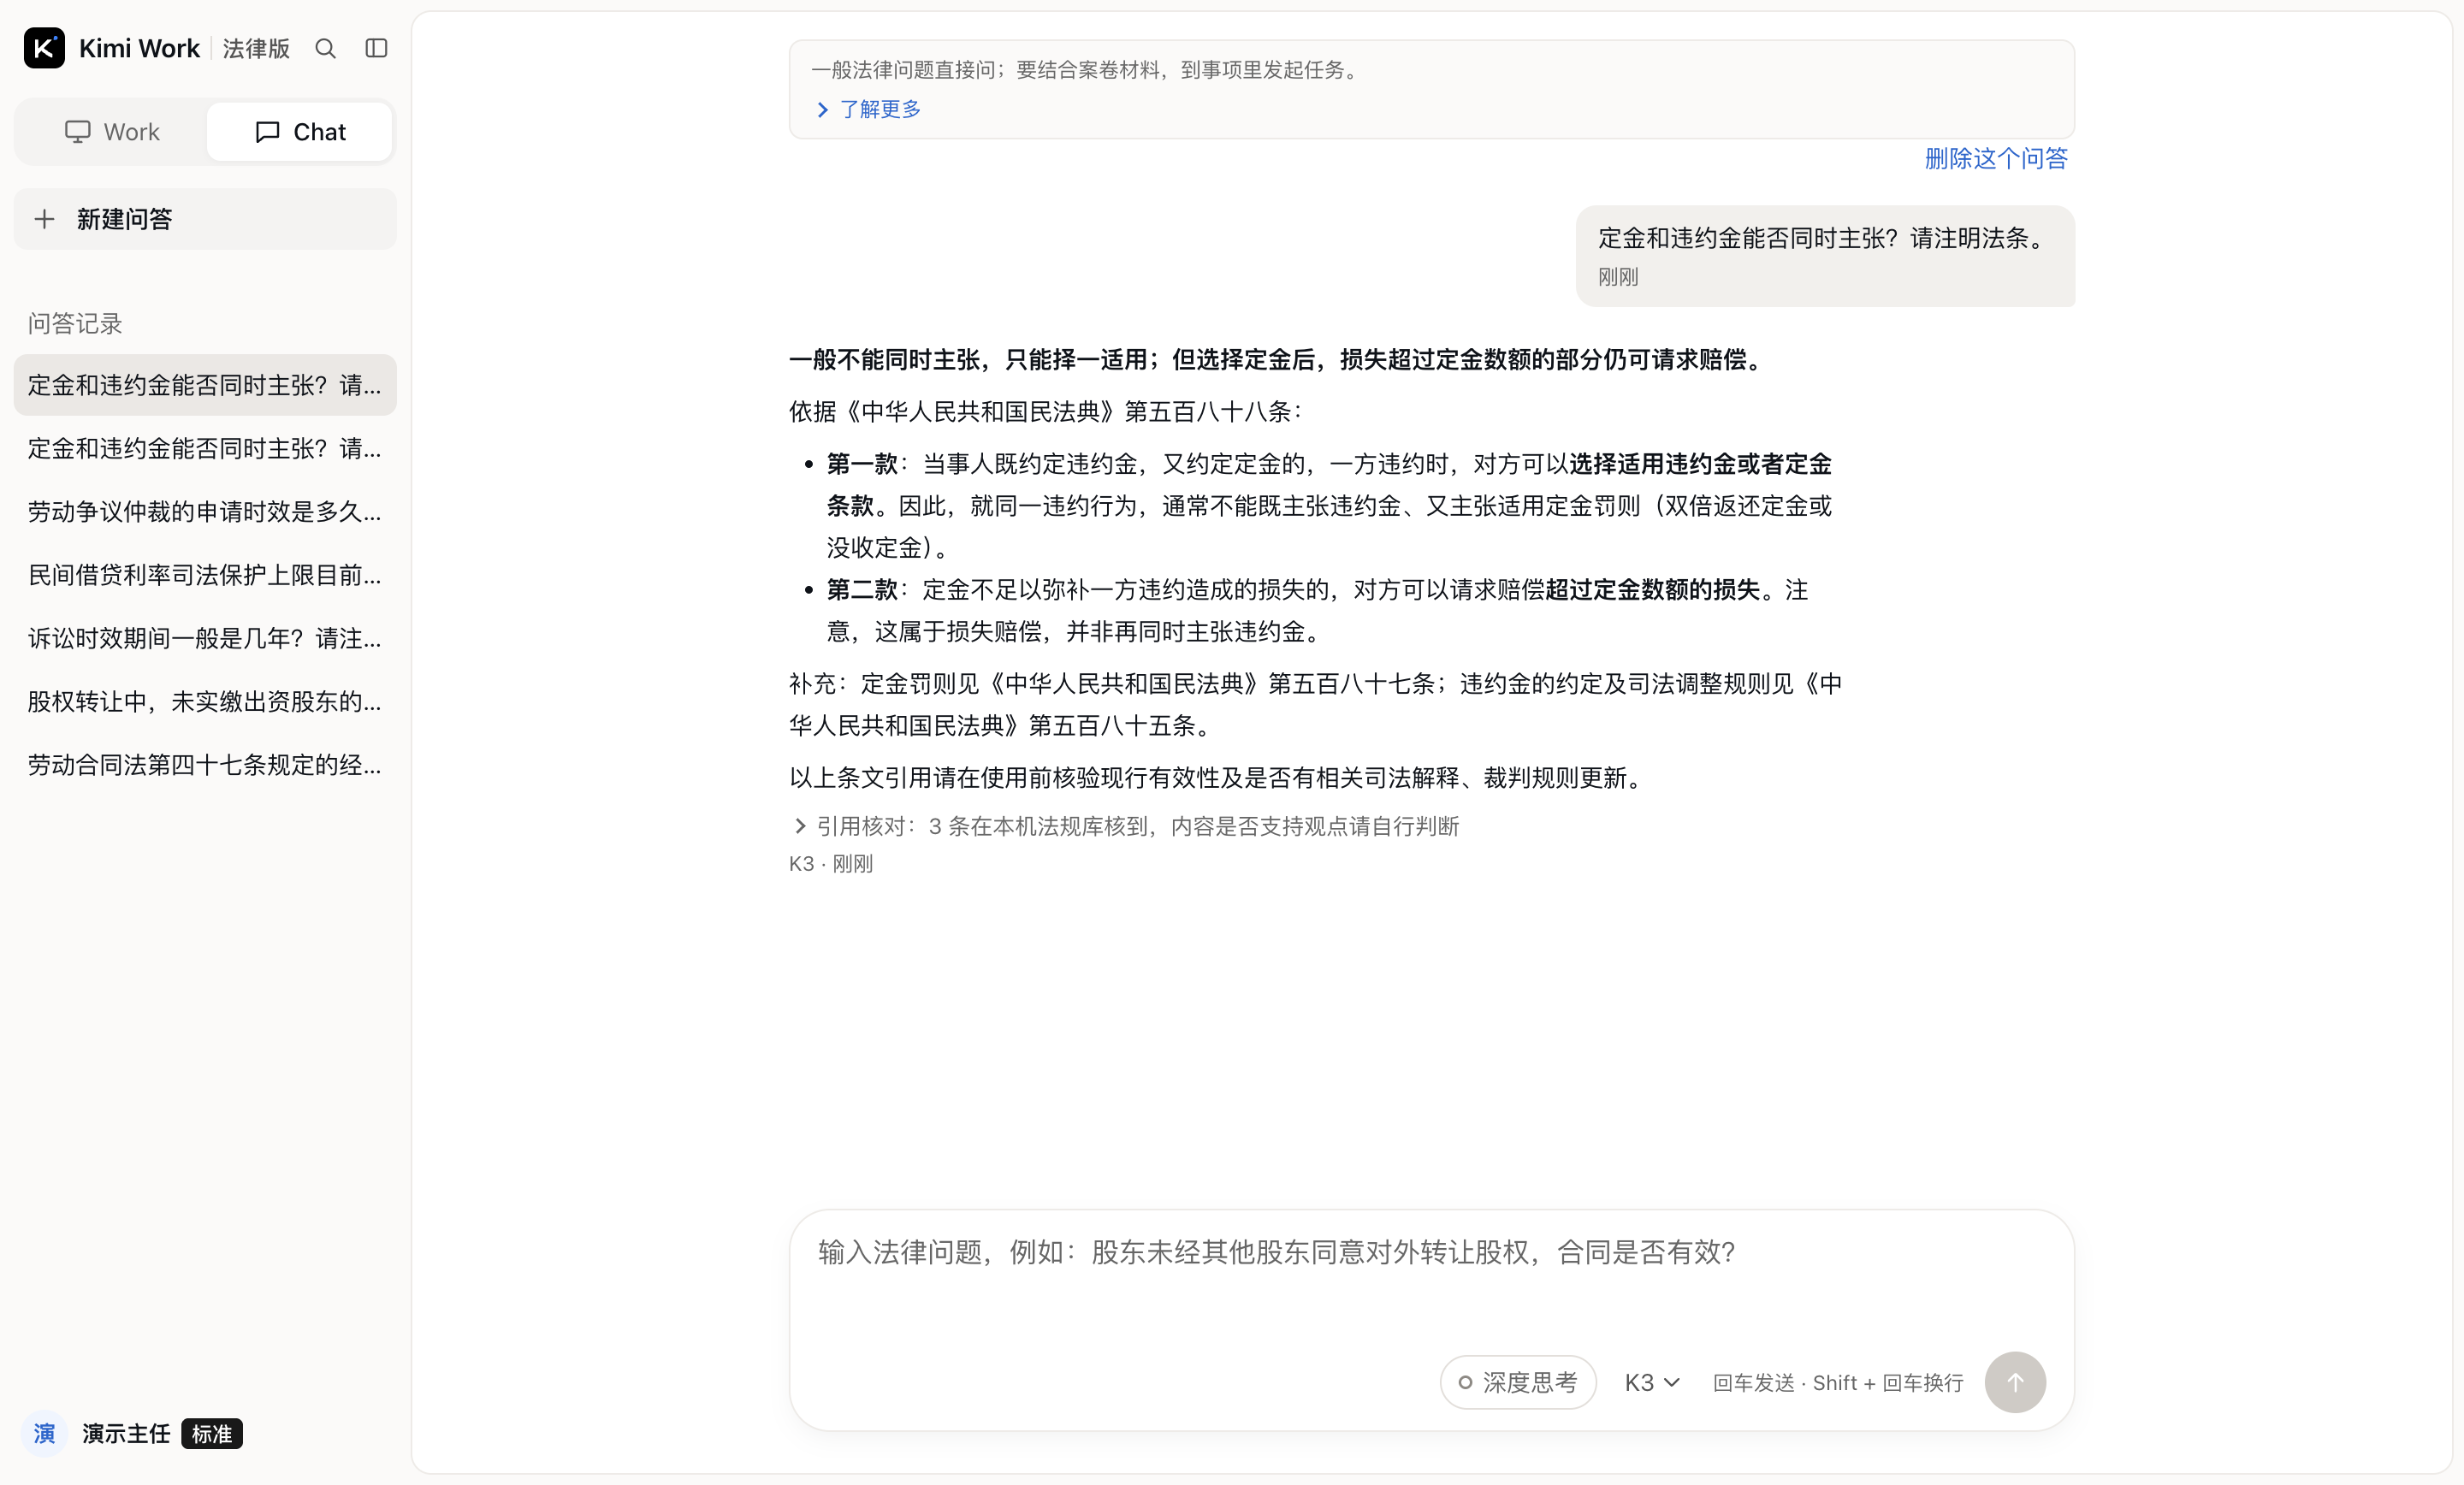 Kimi Work 法律版
Work
Chat
新建问答
问答记录
定金和违约金能否同时主张？请...
定金和违约金能否同时主张？请...
劳动争议仲裁的申请时效是多久...
民间借贷利率司法保护上限目前...
诉讼时效期间一般是几年？请注...
股权转让中，未实缴出资股东的...
劳动合同法第四十七条规定的经...
演 演示主任 标准
一般法律问题直接问；要结合案卷材料，到事项里发起任务。
了解更多
删除这个问答
定金和违约金能否同时主张？请注明法条。
刚刚
一般不能同时主张，只能择一适用；但选择定金后，损失超过定金数额的部分仍可请求赔偿。
依据《中华人民共和国民法典》第五百八十八条：
• 第一款：当事人既约定违约金，又约定定金的，一方违约时，对方可以选择适用违约金或者定金
条款。因此，就同一违约行为，通常不能既主张违约金、又主张适用定金罚则（双倍返还定金或
没收定金）。
• 第二款：定金不足以弥补一方违约造成的损失的，对方可以请求赔偿超过定金数额的损失。注
意，这属于损失赔偿，并非再同时主张违约金。
补充：定金罚则见《中华人民共和国民法典》第五百八十七条；违约金的约定及司法调整规则见《中
华人民共和国民法典》第五百八十五条。
以上条文引用请在使用前核验现行有效性及是否有相关司法解释、裁判规则更新。
引用核对：3 条在本机法规库核到，内容是否支持观点请自行判断
K3 · 刚刚
输入法律问题，例如：股东未经其他股东同意对外转让股权，合同是否有效？
深度思考 K3 回车发送 · Shift + 回车换行